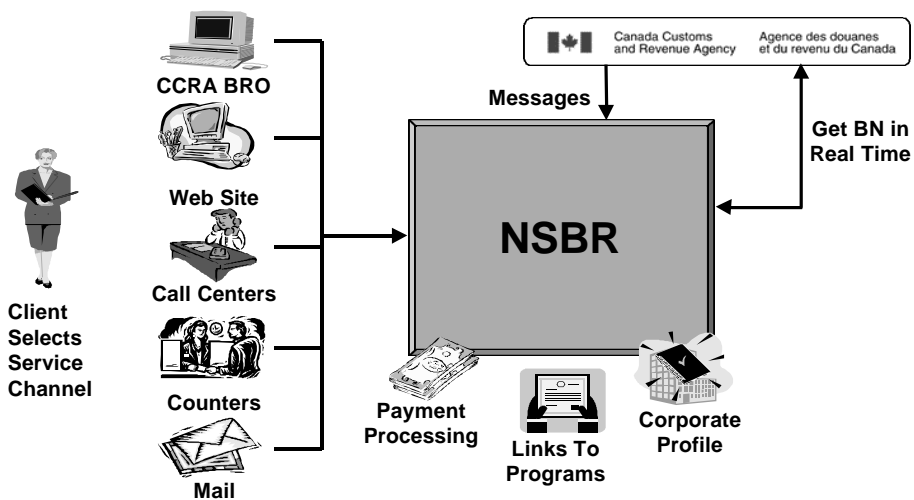 Canada Customs
and Revenue Agency
Agence des douanes
et du revenu du Canada
CCRA BRO
Messages
Get BN in
Real Time
Web Site
NSBR
Call Centers
Client
Selects
Service
Channel
Counters
Mail
Payment
Processing
Links To
Programs
Corporate
Profile